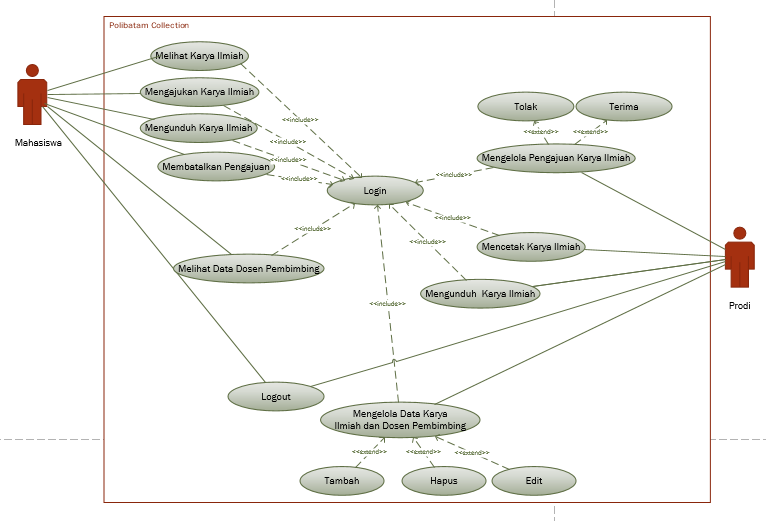 Polibatam Collection
Melihat Karya Ilmiah
Mengajukan Karya Ilmiah
Mengunduh Karya Ilmiah
Membatalkan Pengajuan
Mahasiswa
<<include>>
<<include>>
<<include>>
<<include>>
Tolak
Terima
<<extend>>
<<extend>>
Mengelola Pengajuan Karya Ilmiah
<<include>>
Login
<<include>>
<<include>>
Mencetak Karya Ilmiah
<<include>>
Melihat Data Dosen Pembimbing
Mengunduh  Karya Ilmiah
Prodi
<<include>>
Logout
Mengelola Data Karya
Ilmiah dan Dosen Pembimbing
<<extend>>
<<extend>>
<<extend>>
Tambah
Hapus
Edit